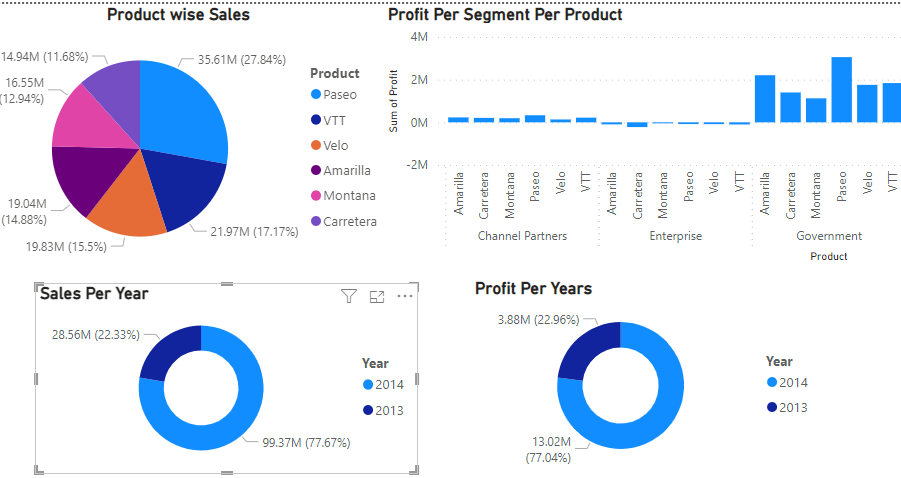 Product wise Sales
35.61M (27.84%)
21.97M (17.17%)
19.83M (15.5%)
19.04M
(14.88%)
16.55M
(12.94%)
14.94M (11.68%)
Product
Paseo
VTT
Velo
Amarilla
Montana
Carretera
Profit Per Segment Per Product
Sum of Profit
4M
2M
0M
-2M
Amarilla
Carretera
Montana
Paseo
Velo
VTT
Amarilla
Carretera
Montana
Paseo
Velo
VTT
Amarilla
Carretera
Montana
Paseo
Velo
VTT
Channel Partners
Enterprise
Government
Product
Sales Per Year
28.56M (22.33%)
99.37M (77.67%)
Year
2014
2013
Profit Per Years
3.88M (22.96%)
13.02M
(77.04%)
Year
2014
2013